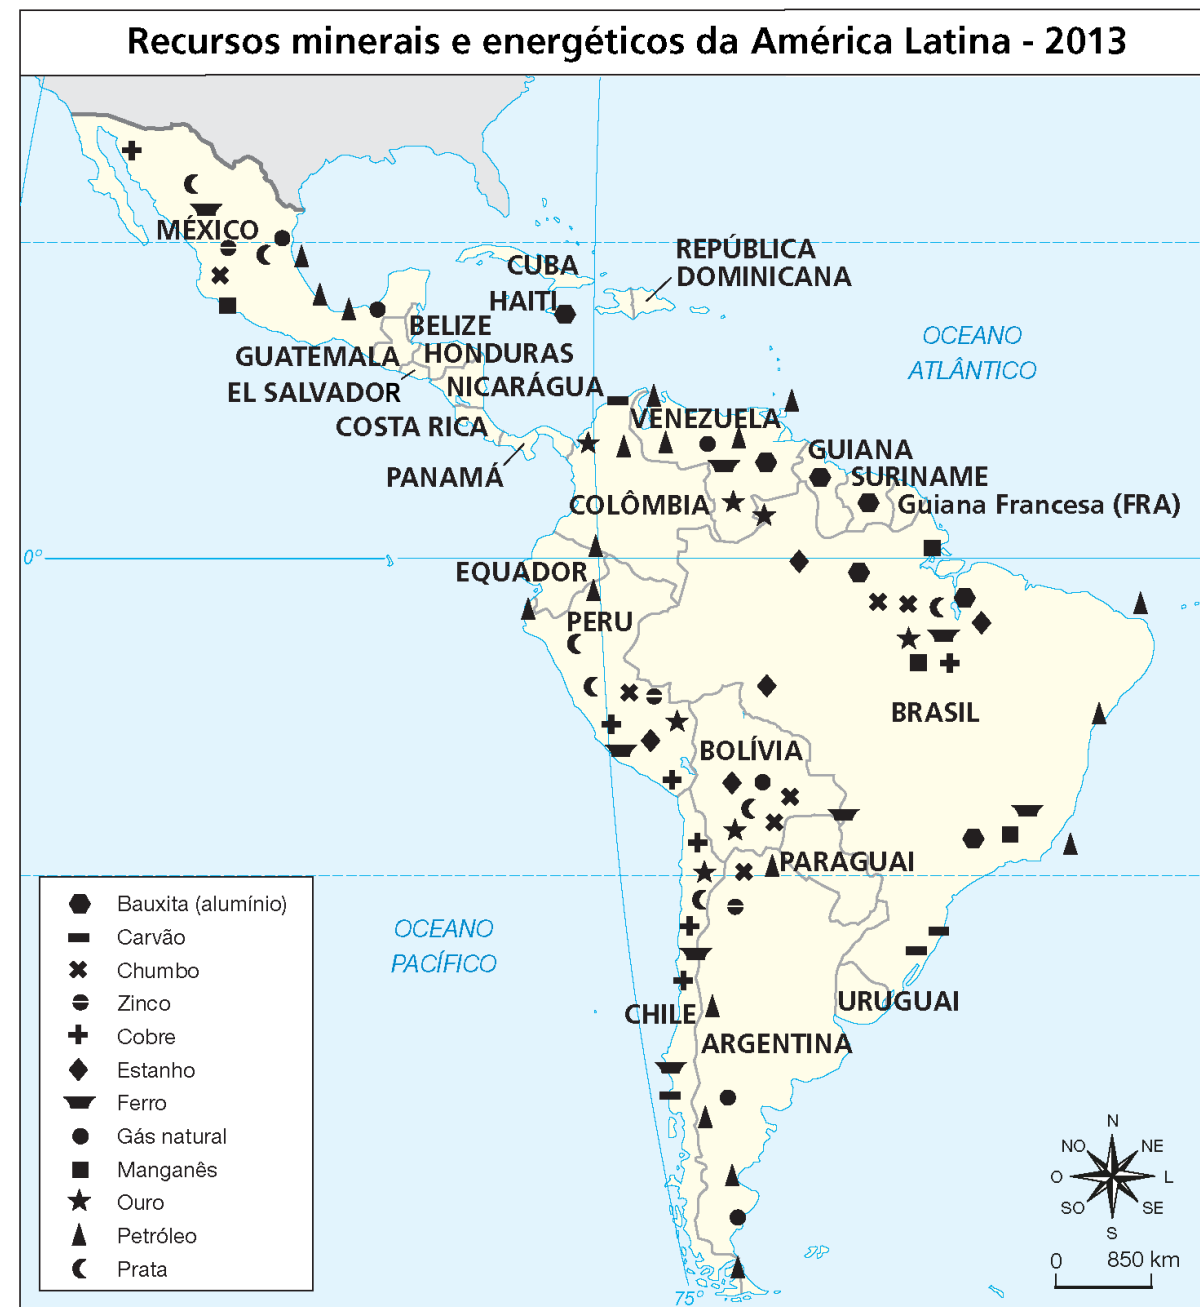 Recursos minerais e energéticos da América Latina - 2013
MÉXICO
CUBA
REPÚBLICA
DOMINICANA
HAITI
BELIZE
GUATEMALA
HONDURAS
EL SALVADOR
NICARÁGUA
COSTA RICA
PANAMÁ
OCEANO
ATLÂNTICO
VENEZUELA
GUIANA
SURINAME
Guiana Francesa (FRA)
COLÔMBIA
0°
EQUADOR
PERU
BRASIL
BOLÍVIA
PARAGUAI
OCEANO
PACÍFICO
CHILE
URUGUAI
ARGENTINA
Bauxita (alumínio)
Carvão
Chumbo
Zinco
Cobre
Estanho
Ferro
Gás natural
Manganês
Ouro
Petróleo
Prata
N
NO
NE
O
L
SO
SE
S
0
850 km
75°